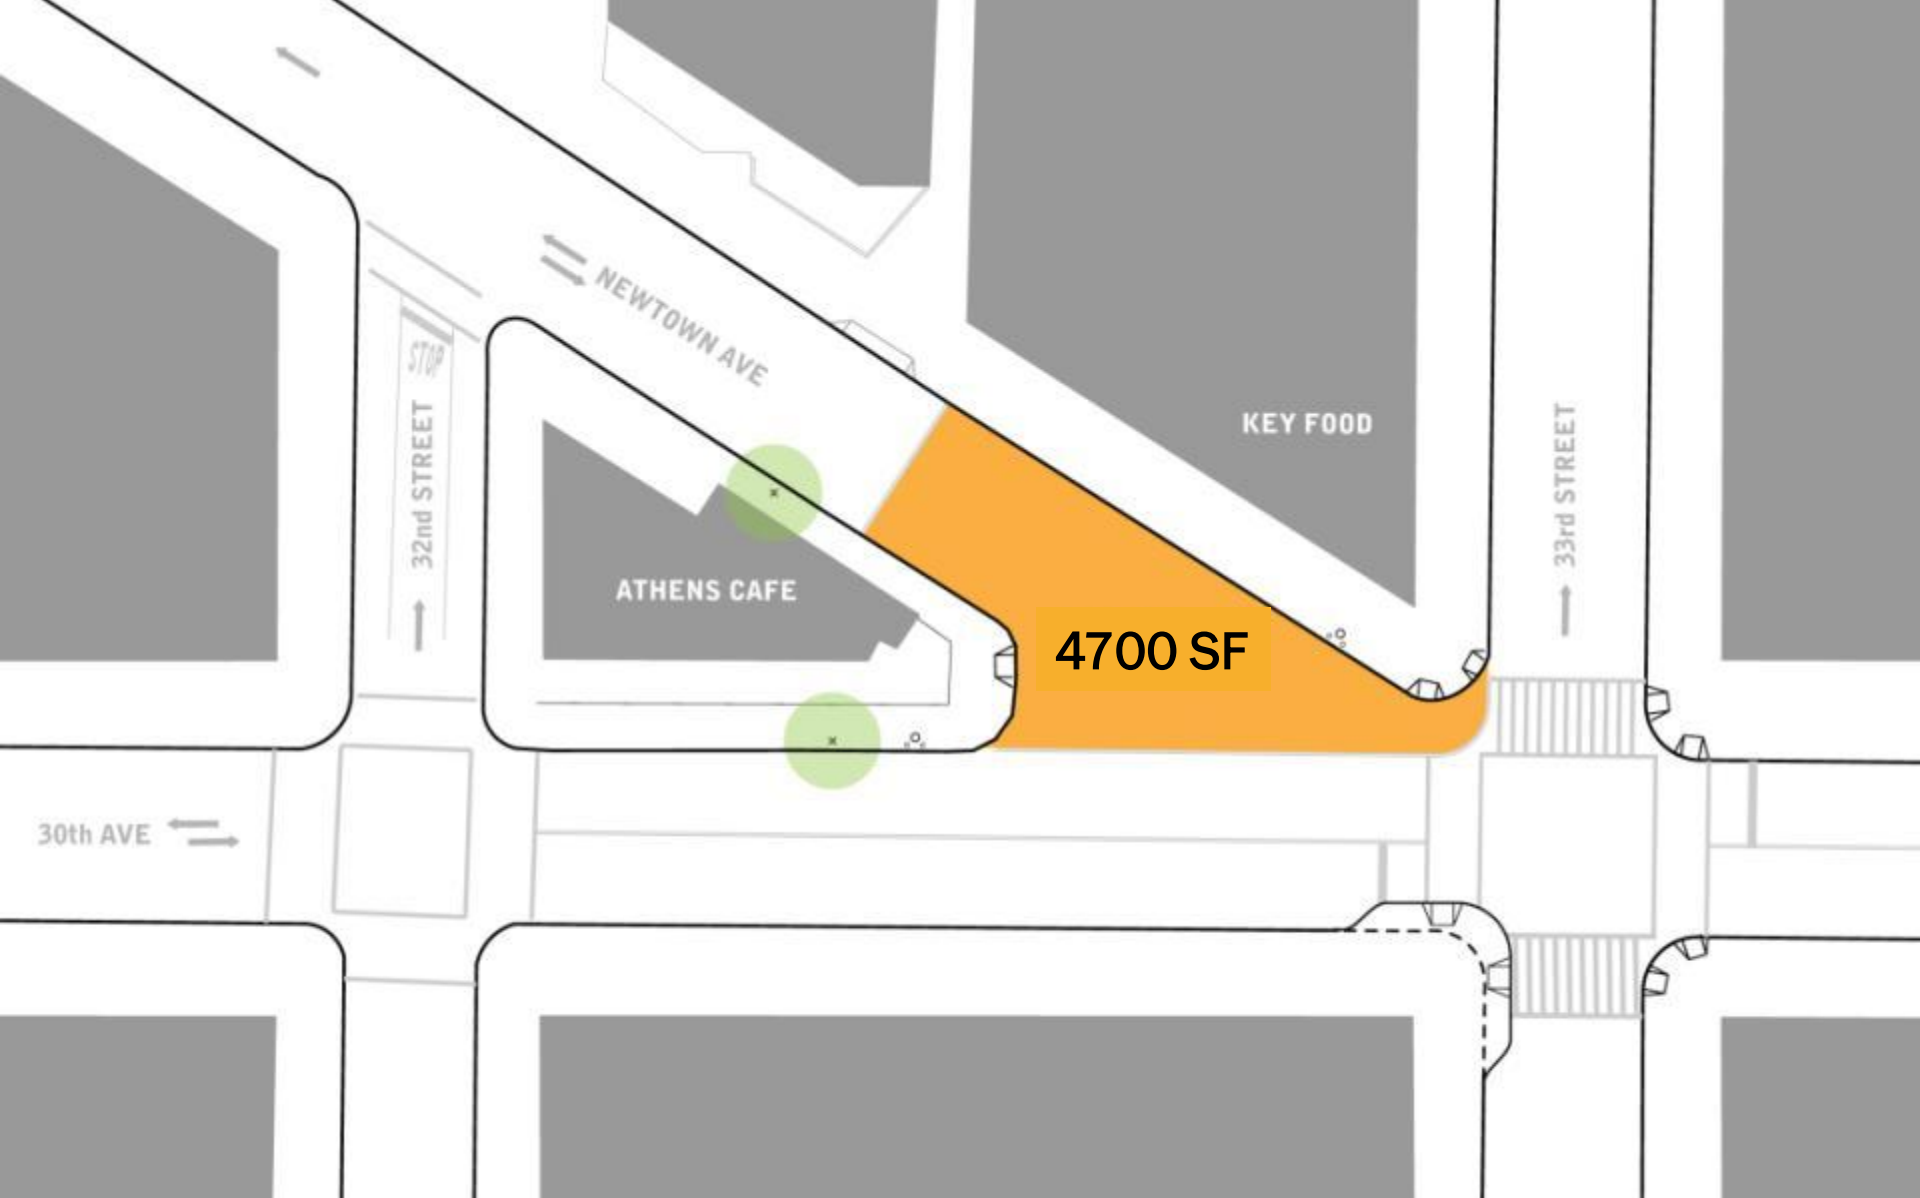 NEWTOWN AVE
STOP
32nd STREET
KEY FOOD
33rd STREET
ATHENS CAFE
4700 SF
30th AVE